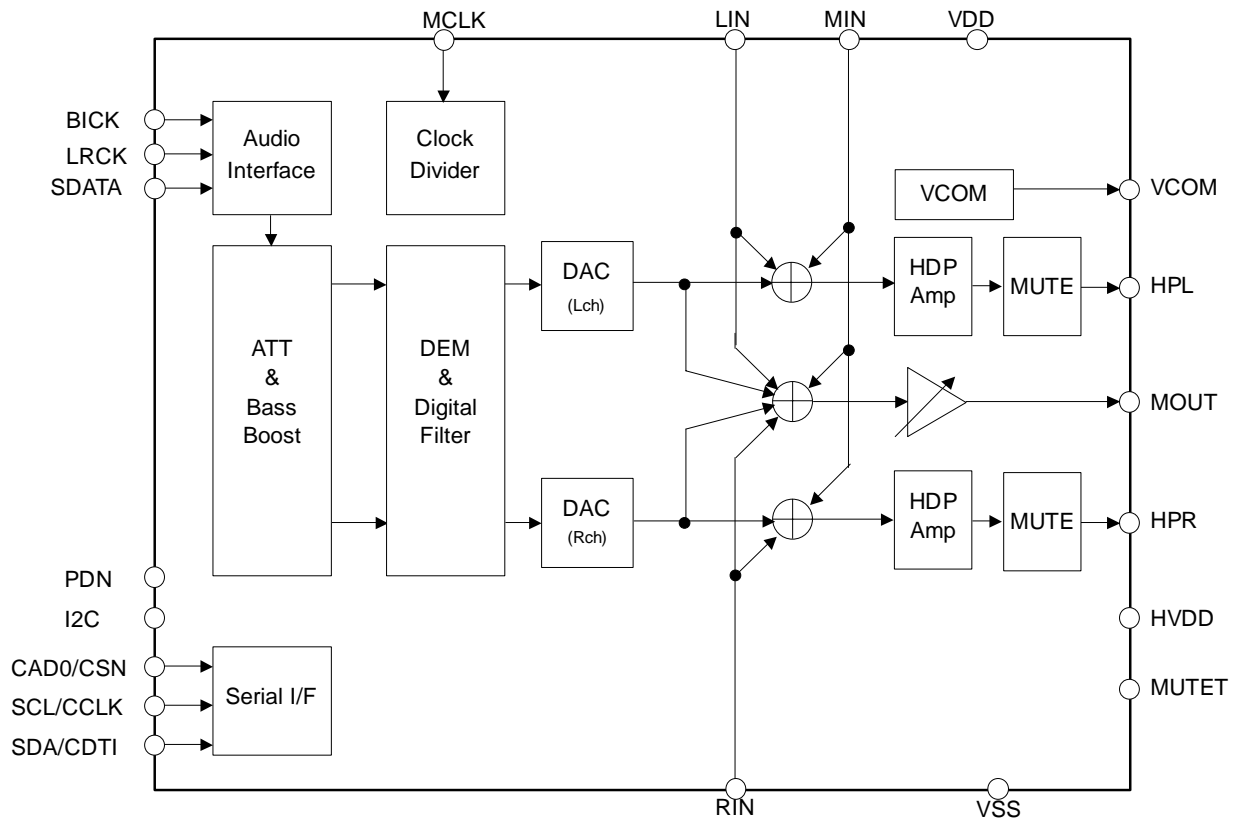 MCLK
LIN
MIN
VDD
BICK
LRCK
SDATA
Audio
Interface
Clock
Divider
VCOM
VCOM
ATT
&
Bass
Boost
DEM
&
Digital
Filter
DAC
(Lch)
HDP
Amp
MUTE
HPL
MOUT
DAC
(Rch)
HDP
Amp
MUTE
HPR
PDN
I2C
CAD0/CSN
SCL/CCLK
SDA/CDTI
Serial I/F
HVDD
MUTET
RIN
VSS